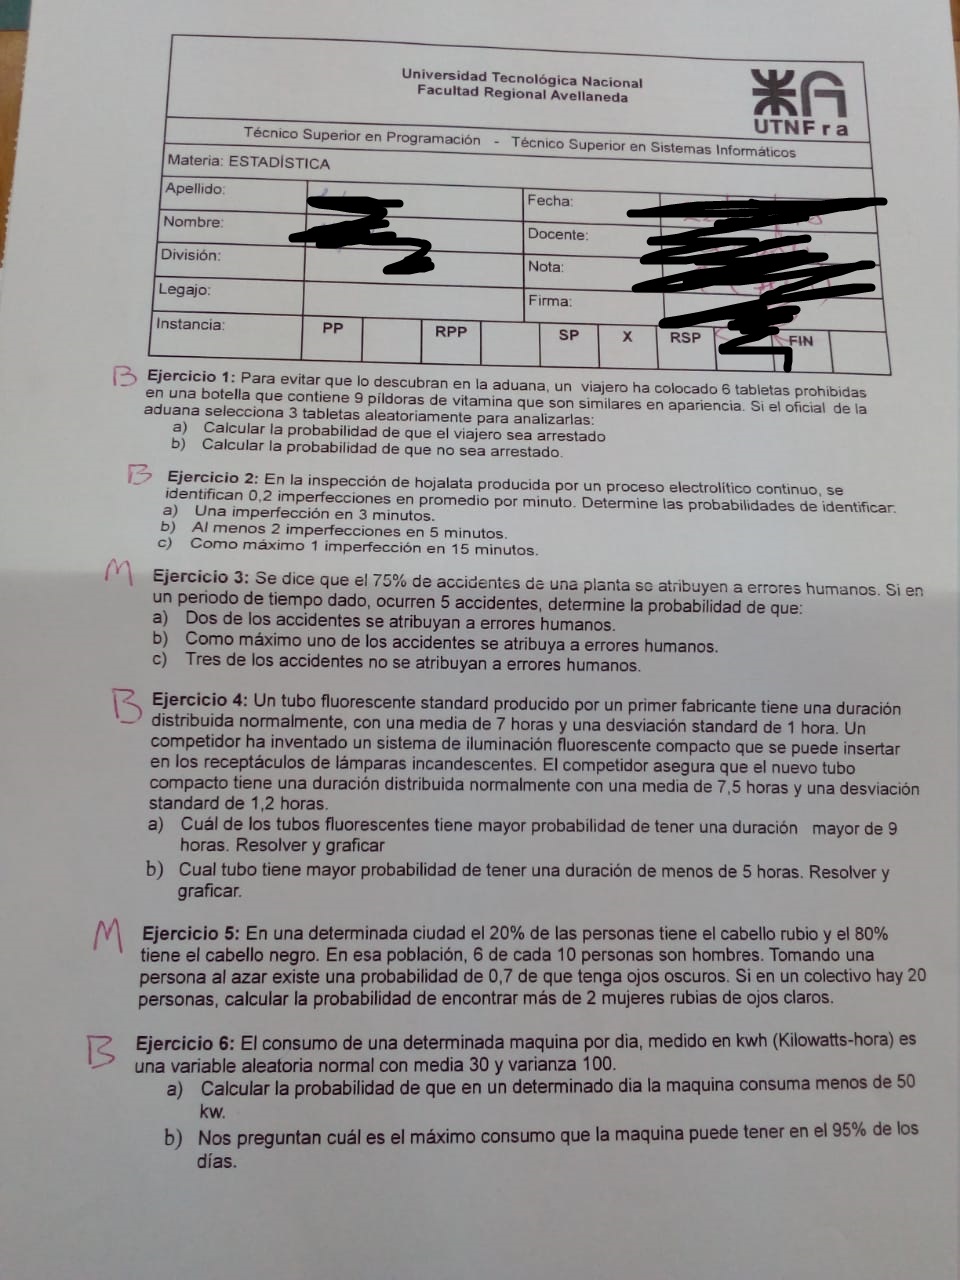 Universidad Tecnológica Nacional
Facultad Regional Avellaneda
UTNFra
Técnico Superior en Programación - Técnico Superior en Sistemas Informáticos
Materia: ESTADÍSTICA
Apellido:
Fecha:
Nombre:
Docente:
División:
Nota:
Legajo:
Firma:
Instancia: PP RPP SP X RSP FIN
B Ejercicio 1: Para evitar que lo descubran en la aduana, un viajero ha colocado 6 tabletas prohibidas
en una botella que contiene 9 píldoras de vitamina que son similares en apariencia. Si el oficial de la
aduana selecciona 3 tabletas aleatoriamente para analizarlas:
a) Calcular la probabilidad de que el viajero sea arrestado
b) Calcular la probabilidad de que no sea arrestado.
B Ejercicio 2: En la inspección de hojalata producida por un proceso electrolítico continuo, se
identifican 0,2 imperfecciones en promedio por minuto. Determine las probabilidades de identificar:
a) Una imperfección en 3 minutos.
b) Al menos 2 imperfecciones en 5 minutos.
c) Como máximo 1 imperfección en 15 minutos.
M Ejercicio 3: Se dice que el 75% de accidentes de una planta se atribuyen a errores humanos. Si en
un periodo de tiempo dado, ocurren 5 accidentes, determine la probabilidad de que:
a) Dos de los accidentes se atribuyan a errores humanos.
b) Como máximo uno de los accidentes se atribuya a errores humanos.
c) Tres de los accidentes no se atribuyan a errores humanos.
B Ejercicio 4: Un tubo fluorescente standard producido por un primer fabricante tiene una duración
distribuida normalmente, con una media de 7 horas y una desviación standard de 1 hora. Un
competidor ha inventado un sistema de iluminación fluorescente compacto que se puede insertar
en los receptáculos de lámparas incandescentes. El competidor asegura que el nuevo tubo
compacto tiene una duración distribuida normalmente con una media de 7,5 horas y una desviación
standard de 1,2 horas.
a) Cuál de los tubos fluorescentes tiene mayor probabilidad de tener una duración mayor de 9
horas. Resolver y graficar
b) Cual tubo tiene mayor probabilidad de tener una duración de menos de 5 horas. Resolver y
graficar.
M Ejercicio 5: En una determinada ciudad el 20% de las personas tiene el cabello rubio y el 80%
tiene el cabello negro. En esa población, 6 de cada 10 personas son hombres. Tomando una
persona al azar existe una probabilidad de 0,7 de que tenga ojos oscuros. Si en un colectivo hay 20
personas, calcular la probabilidad de encontrar más de 2 mujeres rubias de ojos claros.
B Ejercicio 6: El consumo de una determinada maquina por dia, medido en kwh (Kilowatts-hora) es
una variable aleatoria normal con media 30 y varianza 100.
a) Calcular la probabilidad de que en un determinado dia la maquina consuma menos de 50
kw.
b) Nos preguntan cuál es el máximo consumo que la maquina puede tener en el 95% de los
días.